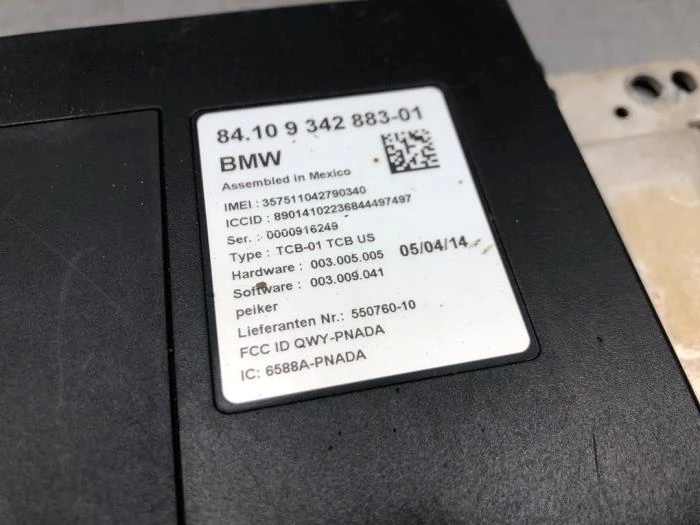 84.10 9 342 883-01
BMW
Assembled in Mexico
IMEI : 357511042790340
ICCID : 89014102236844497497
Ser. : 0000916249
Type : TCB-01 TCB US
Hardware : 003.005.005 05/04/14
Software : 003.009.041
peiker
Lieferanten Nr.: 550760-10
FCC ID QWY-PNADA
IC: 6588A-PNADA